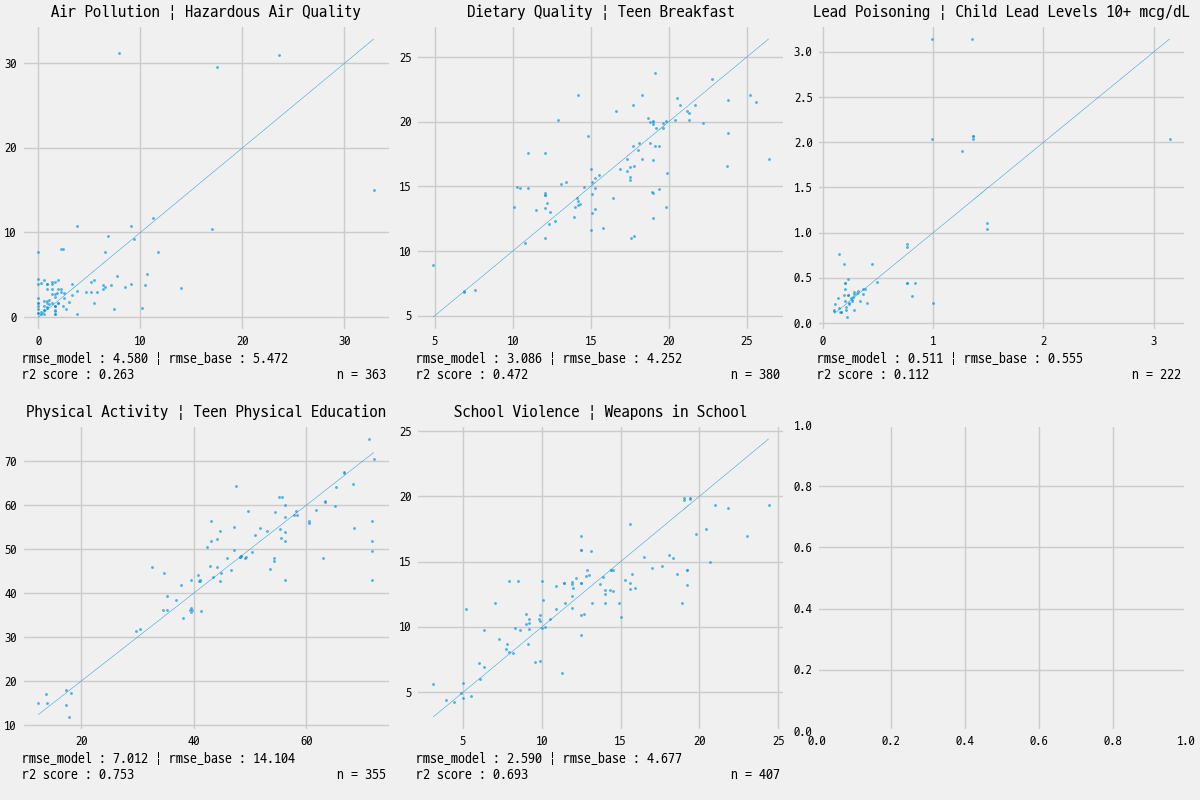 Air Pollution ¦ Hazardous Air Quality
30
20
10
0
0 10 20 30
rmse_model : 4.580 ¦ rmse_base : 5.472
r2 score : 0.263 n = 363
Dietary Quality ¦ Teen Breakfast
25
20
15
10
5
5 10 15 20 25
rmse_model : 3.086 ¦ rmse_base : 4.252
r2 score : 0.472 n = 380
Lead Poisoning ¦ Child Lead Levels 10+ mcg/dL
3.0
2.5
2.0
1.5
1.0
0.5
0.0
0 1 2 3
rmse_model : 0.511 ¦ rmse_base : 0.555
r2 score : 0.112 n = 222
Physical Activity ¦ Teen Physical Education
70
60
50
40
30
20
10
20 40 60
rmse_model : 7.012 ¦ rmse_base : 14.104
r2 score : 0.753 n = 355
School Violence ¦ Weapons in School
25
20
15
10
5
5 10 15 20 25
rmse_model : 2.590 ¦ rmse_base : 4.677
r2 score : 0.693 n = 407
1.0
0.8
0.6
0.4
0.2
0.0
0.0 0.2 0.4 0.6 0.8 1.0